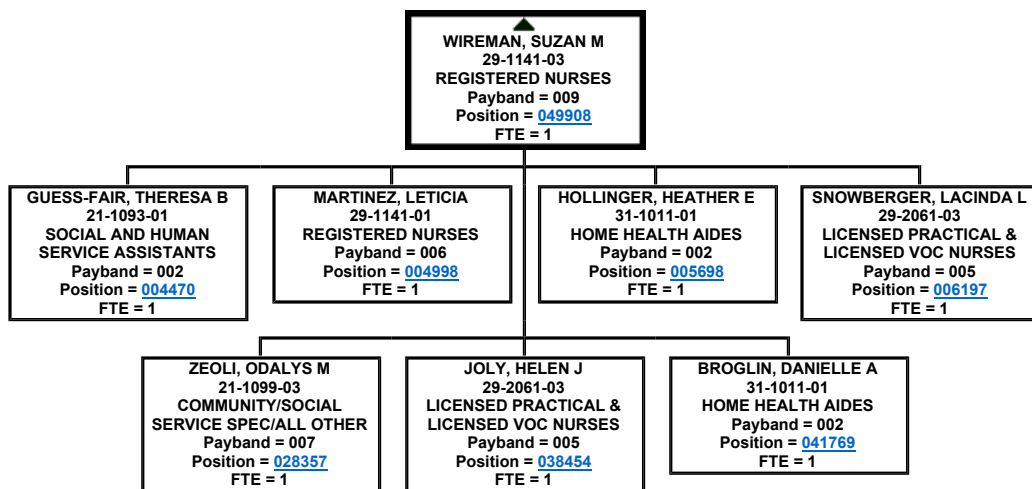 WIREMAN, SUZAN M
29-1141-03
REGISTERED NURSES
Payband = 009
Position = 049908
FTE = 1
GUESS-FAIR, THERESA B
21-1093-01
SOCIAL AND HUMAN
SERVICE ASSISTANTS
Payband = 002
Position = 004470
FTE = 1
MARTINEZ, LETICIA
29-1141-01
REGISTERED NURSES
Payband = 006
Position = 004998
FTE = 1
HOLLINGER, HEATHER E
31-1011-01
HOME HEALTH AIDES
Payband = 002
Position = 005698
FTE = 1
SNOWBERGER, LACINDA L
29-2061-03
LICENSED PRACTICAL &
LICENSED VOC NURSES
Payband = 005
Position = 006197
FTE = 1
ZEOLI, ODALYS M
21-1099-03
COMMUNITY/SOCIAL
SERVICE SPEC/ALL OTHER
Payband = 007
Position = 028357
FTE = 1
JOLY, HELEN J
29-2061-03
LICENSED PRACTICAL &
LICENSED VOC NURSES
Payband = 005
Position = 038454
FTE = 1
BROGLIN, DANIELLE A
31-1011-01
HOME HEALTH AIDES
Payband = 002
Position = 041769
FTE = 1